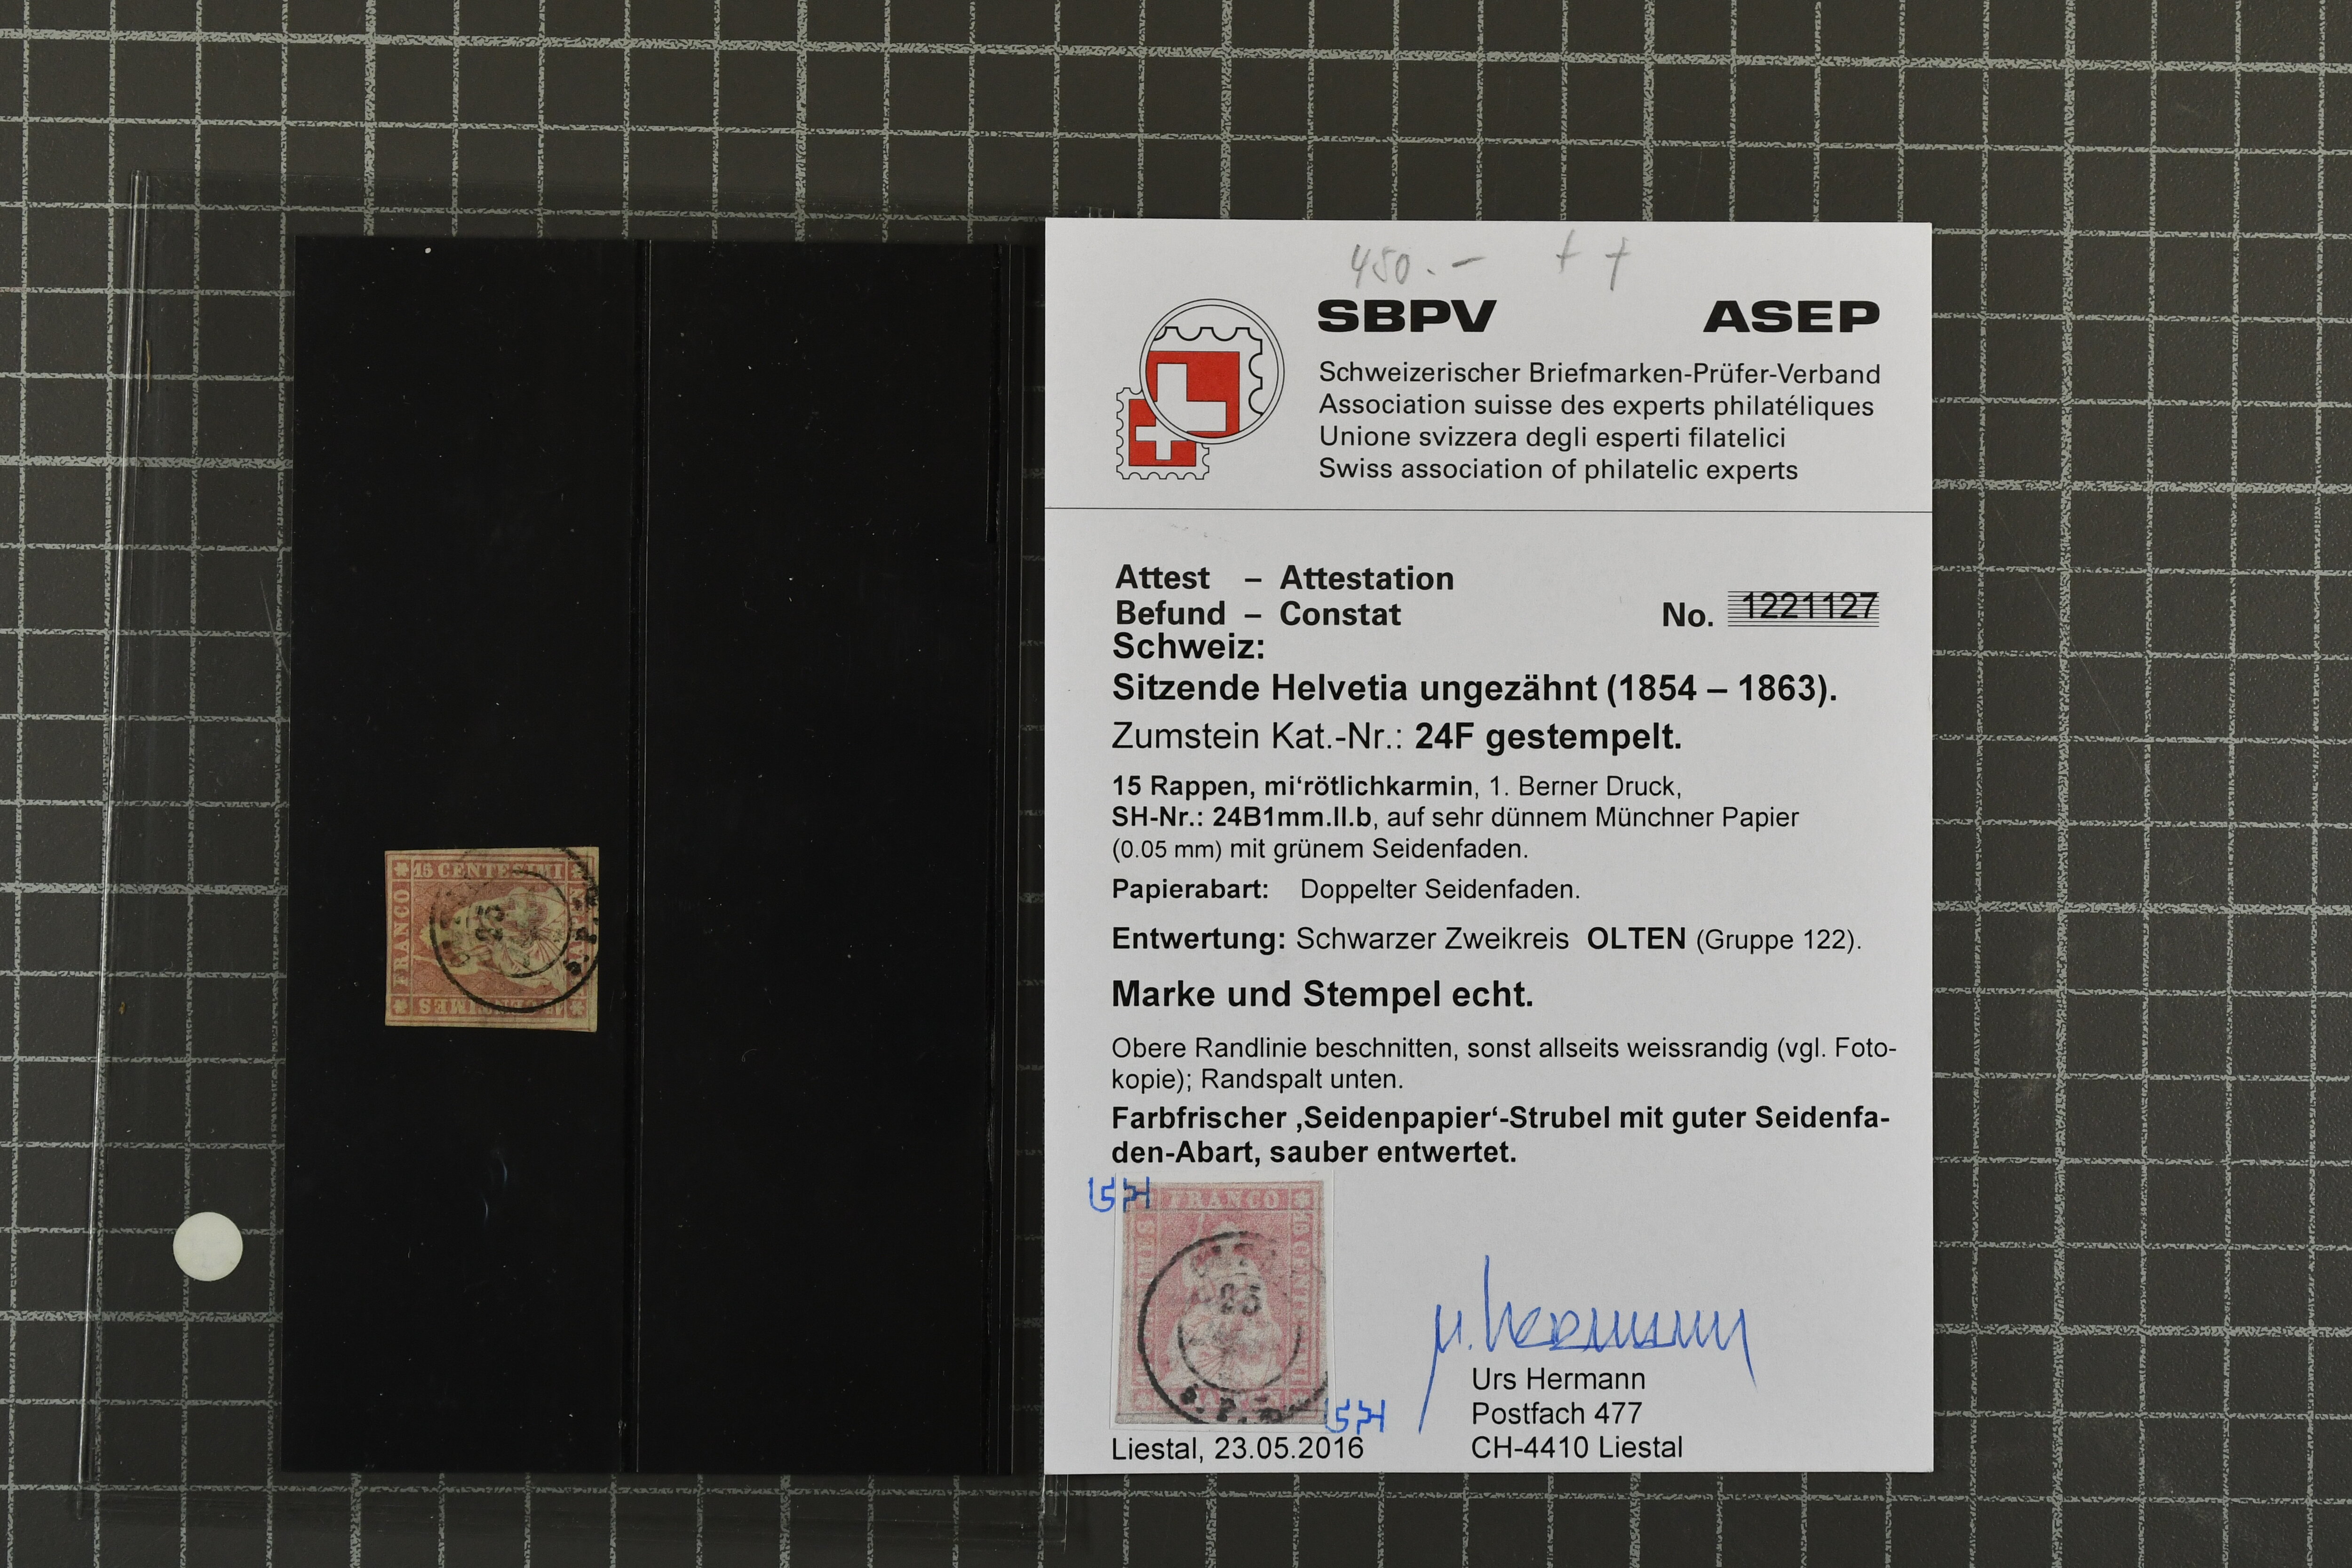 15 CENTESIMI
FRANCO
450.- + +
SBPV ASEP
Schweizerischer Briefmarken-Prüfer-Verband
Association suisse des experts philatéliques
Unione svizzera degli esperti filatelici
Swiss association of philatelic experts
Attest – Attestation
Befund – Constat No. 1221127
Schweiz:
Sitzende Helvetia ungezähnt (1854 – 1863).
Zumstein Kat.-Nr.: 24F gestempelt.
15 Rappen, mi‘rötlichkarmin, 1. Berner Druck,
SH-Nr.: 24B1mm.II.b, auf sehr dünnem Münchner Papier
(0.05 mm) mit grünem Seidenfaden.
Papierabart: Doppelter Seidenfaden.
Entwertung: Schwarzer Zweikreis OLTEN (Gruppe 122).
Marke und Stempel echt.
Obere Randlinie beschnitten, sonst allseits weissrandig (vgl. Foto-
kopie); Randspalt unten.
Farbfrischer ‚Seidenpapier‘-Strubel mit guter Seidenfa-
den-Abart, sauber entwertet.
FRANCO
25
Urs Hermann
Postfach 477
Liestal, 23.05.2016 CH-4410 Liestal